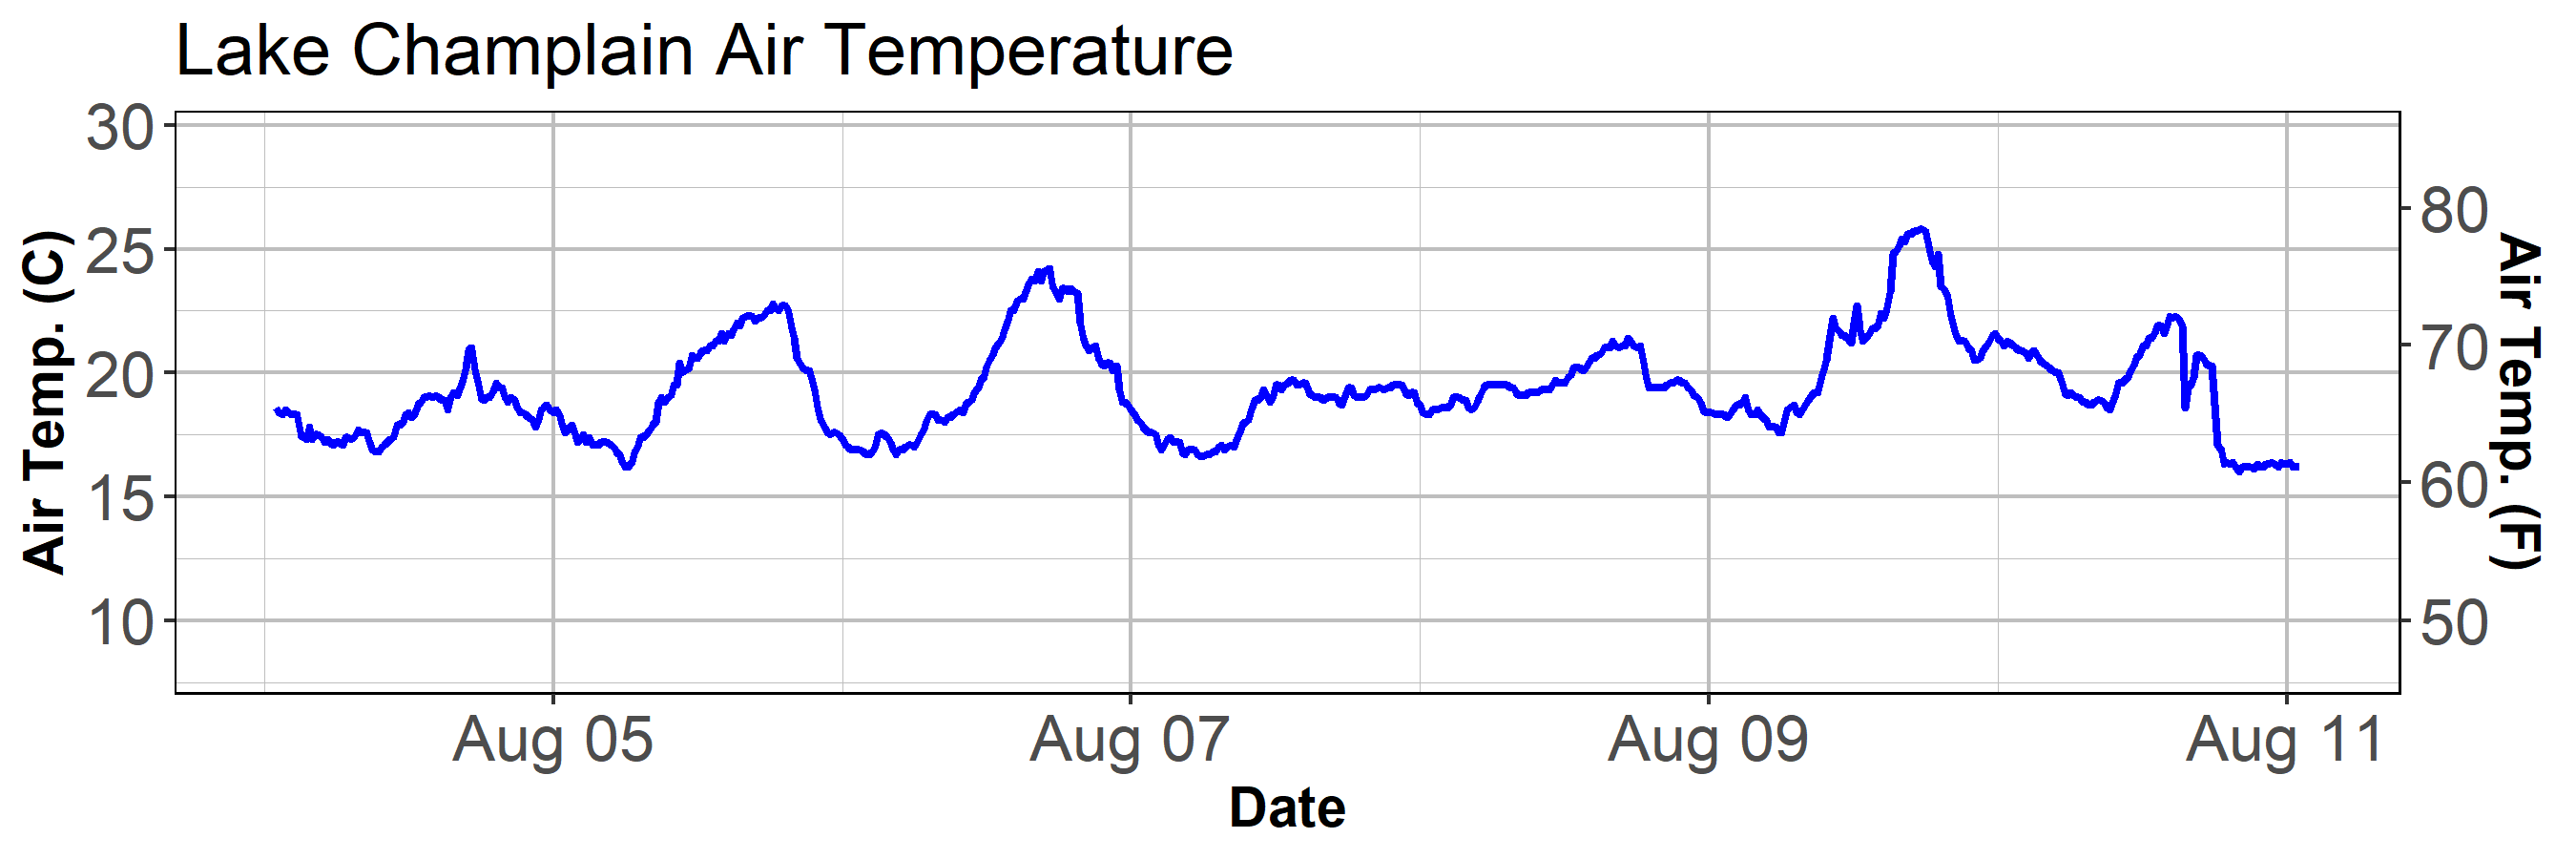 Lake Champlain Air Temperature
Air Temp. (C)
30
25
20
15
10
80
70
60
50
Air Temp. (F)
Aug 05
Aug 07
Aug 09
Aug 11
Date